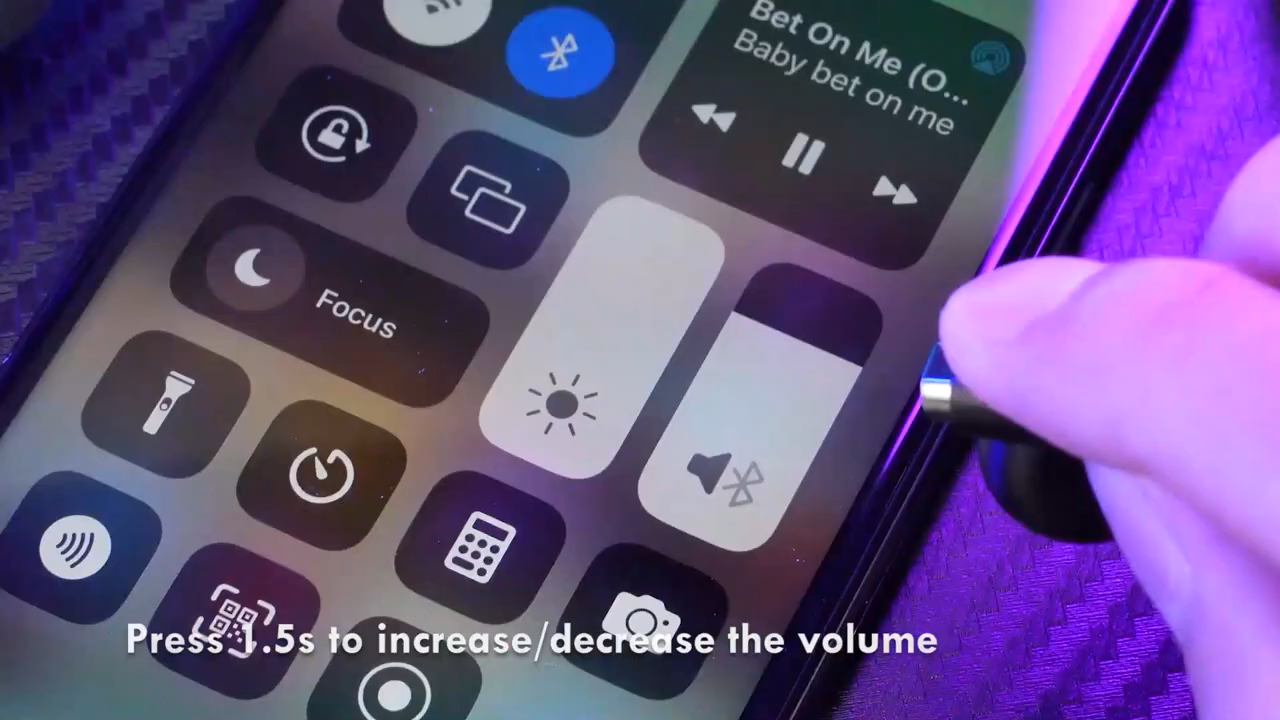 Bet On Me (O...
Baby bet on me
Focus
Press 1.5s to increase/decrease the volume